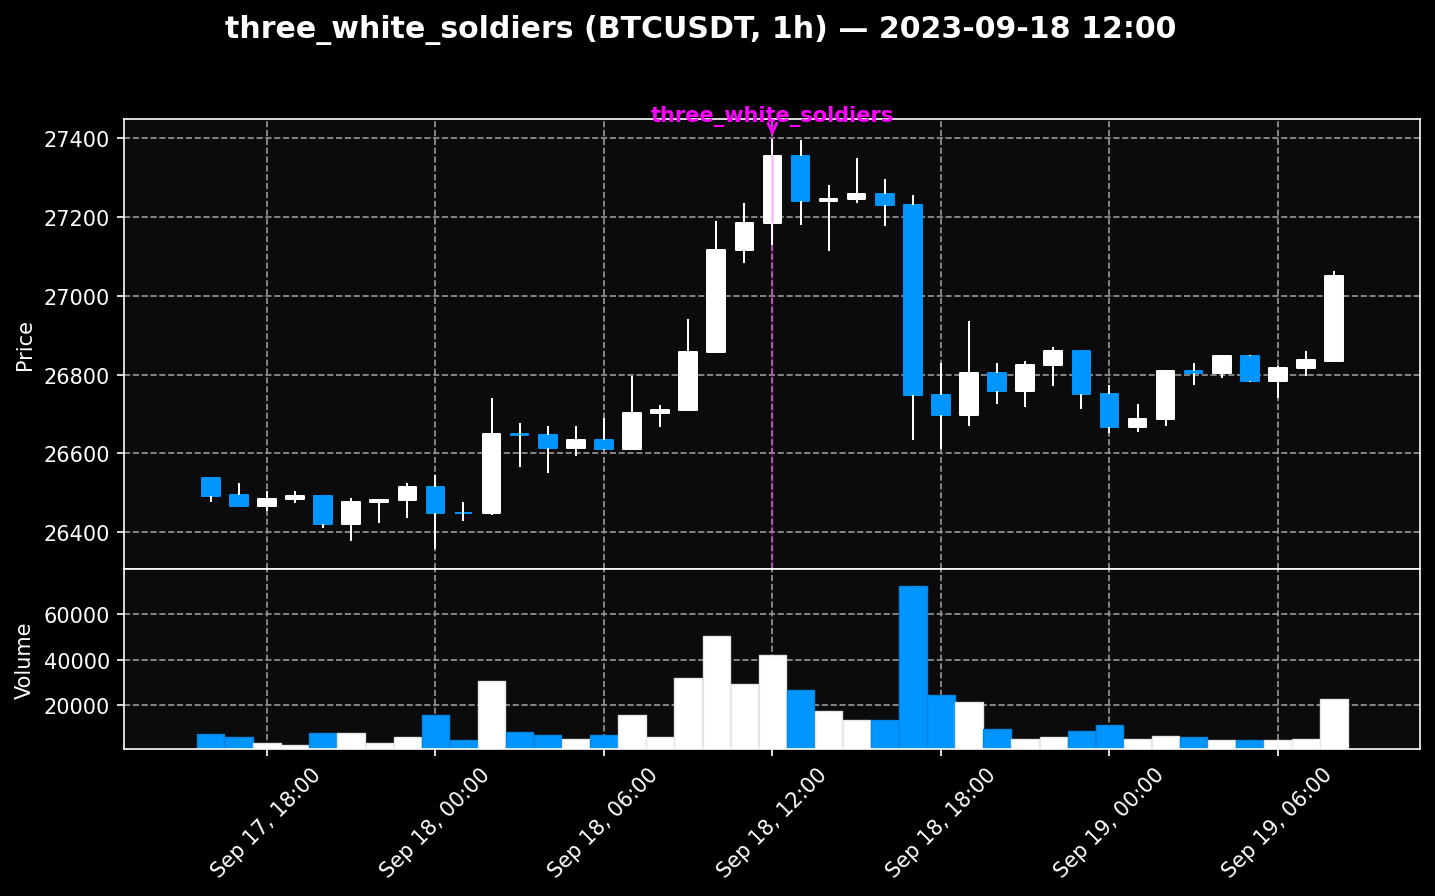 three_white_soldiers (BTCUSDT, 1h) — 2023-09-18 12:00
three_white_soldiers
27400
27200
27000
26800
26600
26400
Price
60000
40000
20000
Volume
Sep 17, 18:00
Sep 18, 00:00
Sep 18, 06:00
Sep 18, 12:00
Sep 18, 18:00
Sep 19, 00:00
Sep 19, 06:00